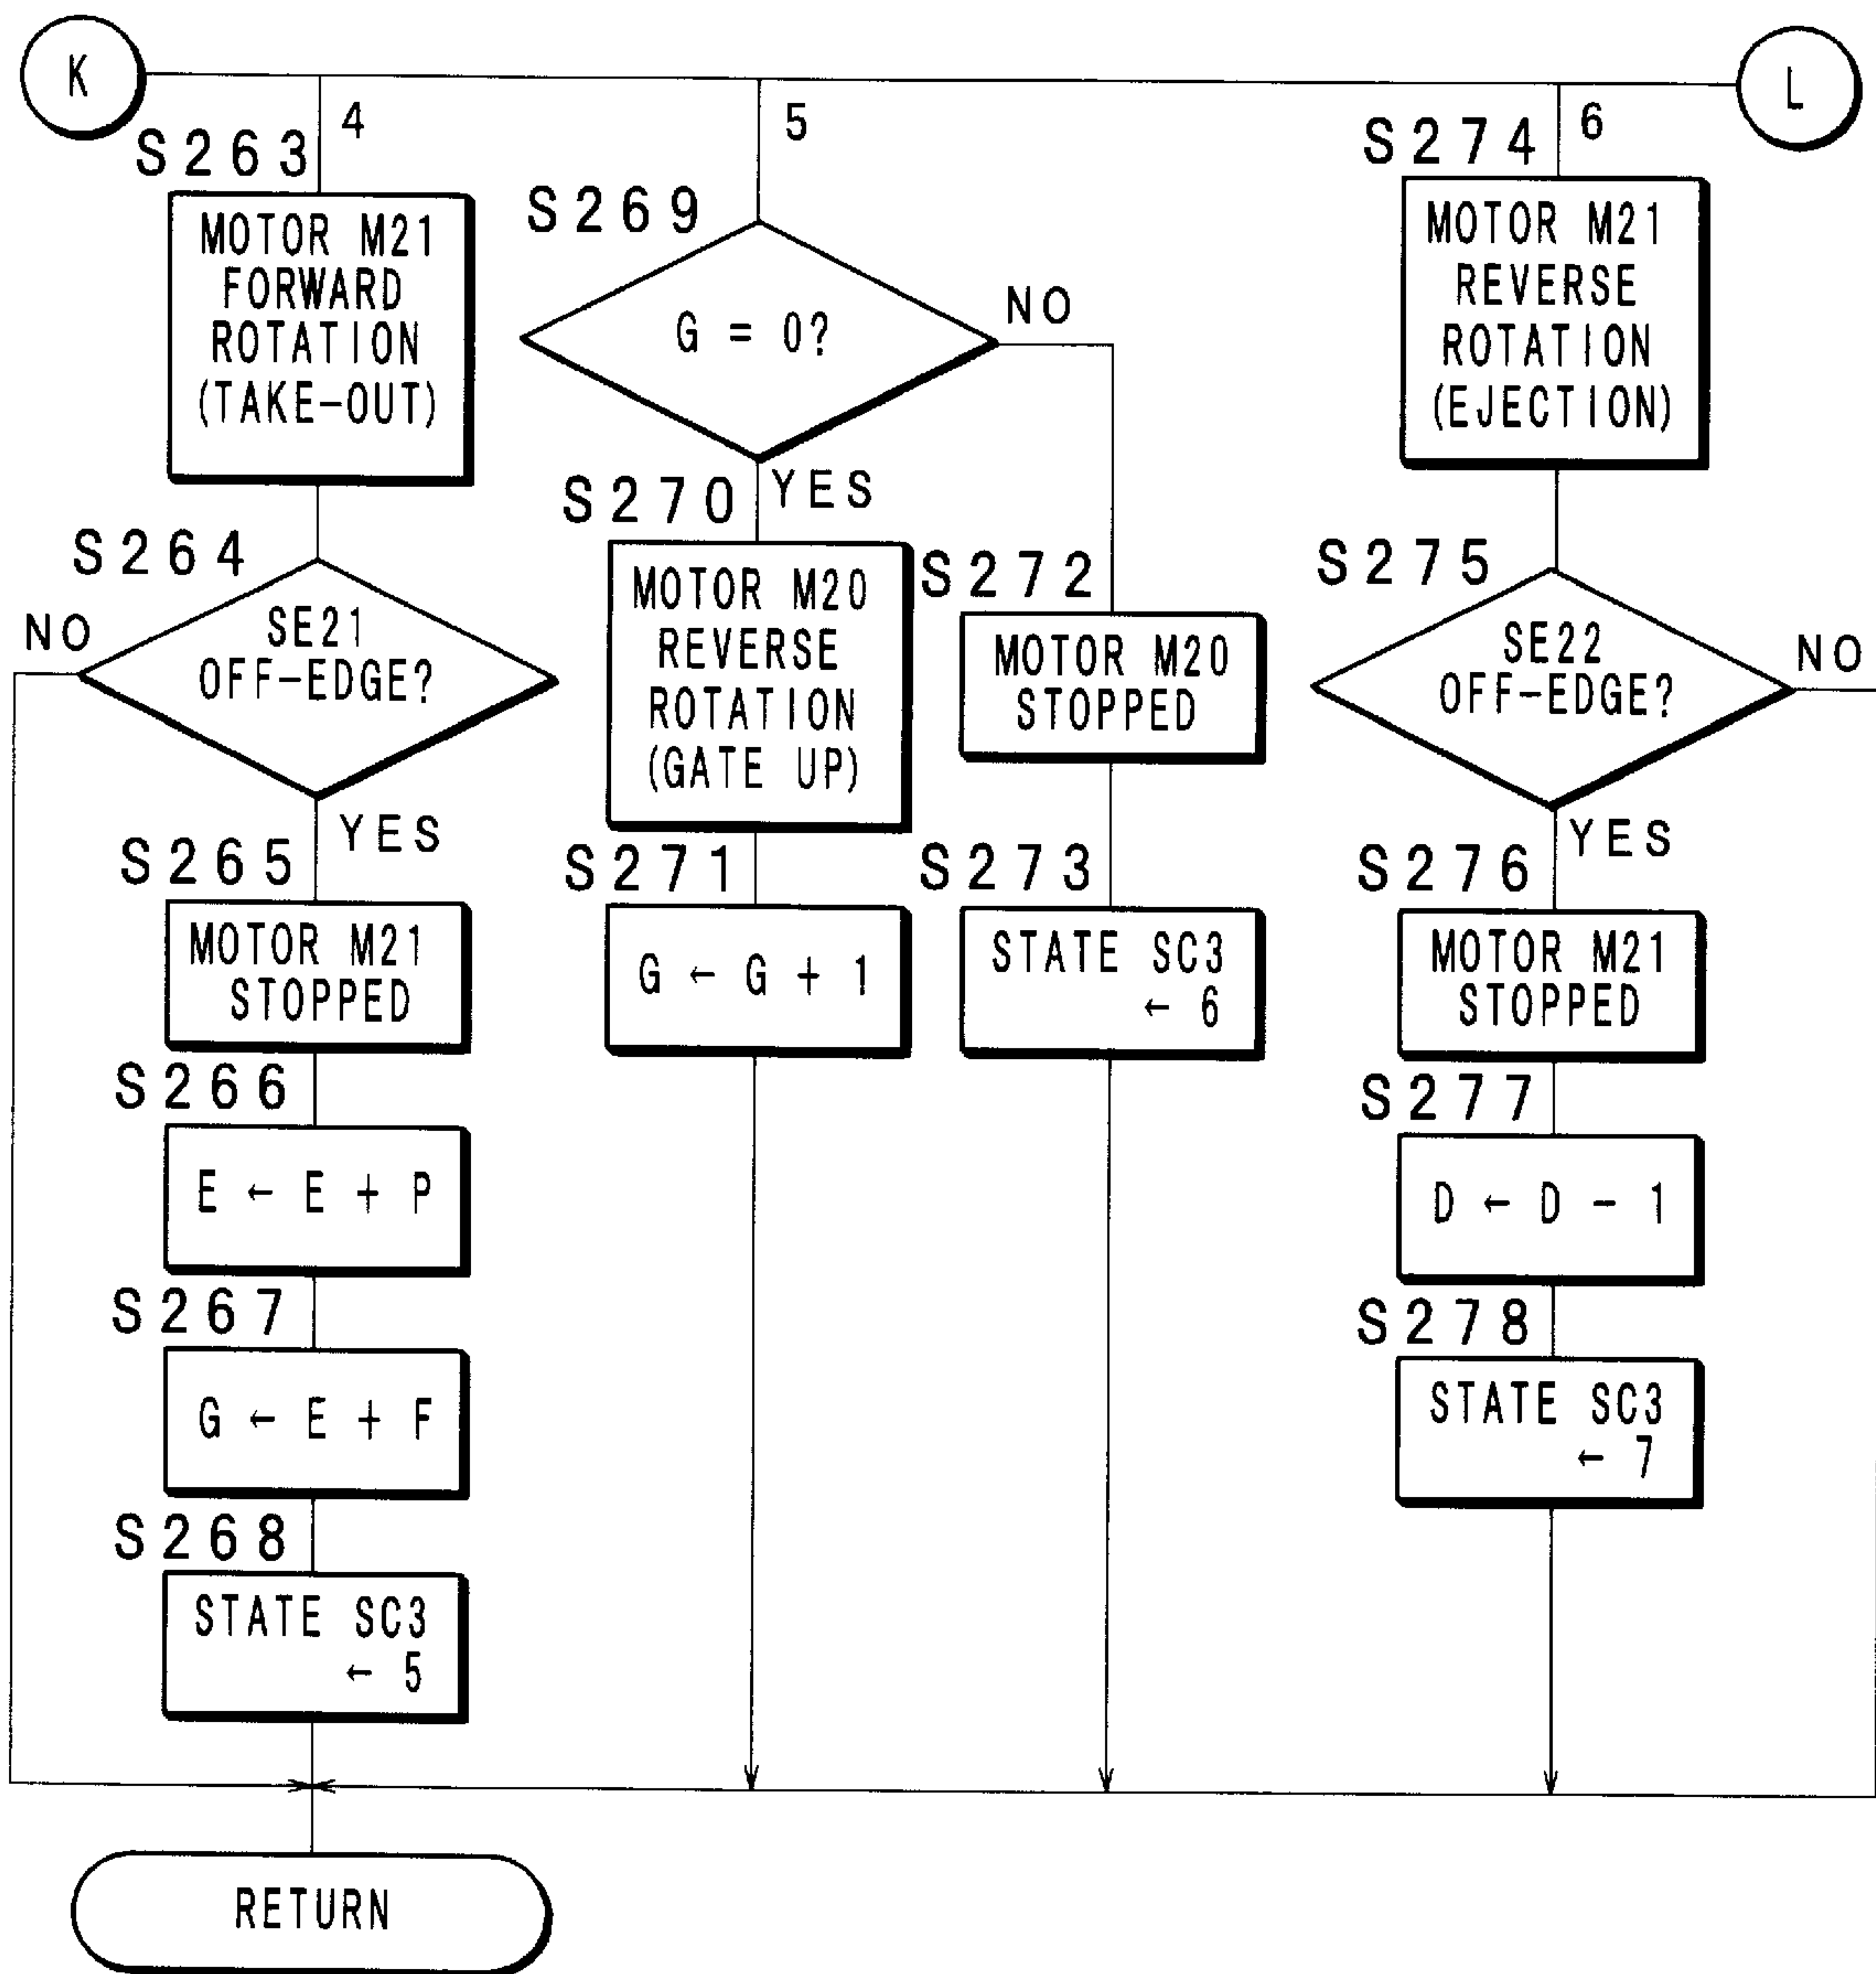 K
L
4
5
6
S263
MOTOR M21
FORWARD
ROTATION
(TAKE-OUT)
S264
SE21
OFF-EDGE?
NO
YES
S265
MOTOR M21
STOPPED
S266
E ← E + P
S267
G ← E + F
S268
STATE SC3
← 5
S269
G = 0?
NO
YES
S270
MOTOR M20
REVERSE
ROTATION
(GATE UP)
S271
G ← G + 1
S272
MOTOR M20
STOPPED
S273
STATE SC3
← 6
S274
MOTOR M21
REVERSE
ROTATION
(EJECTION)
S275
SE22
OFF-EDGE?
NO
YES
S276
MOTOR M21
STOPPED
S277
D ← D - 1
S278
STATE SC3
← 7
RETURN